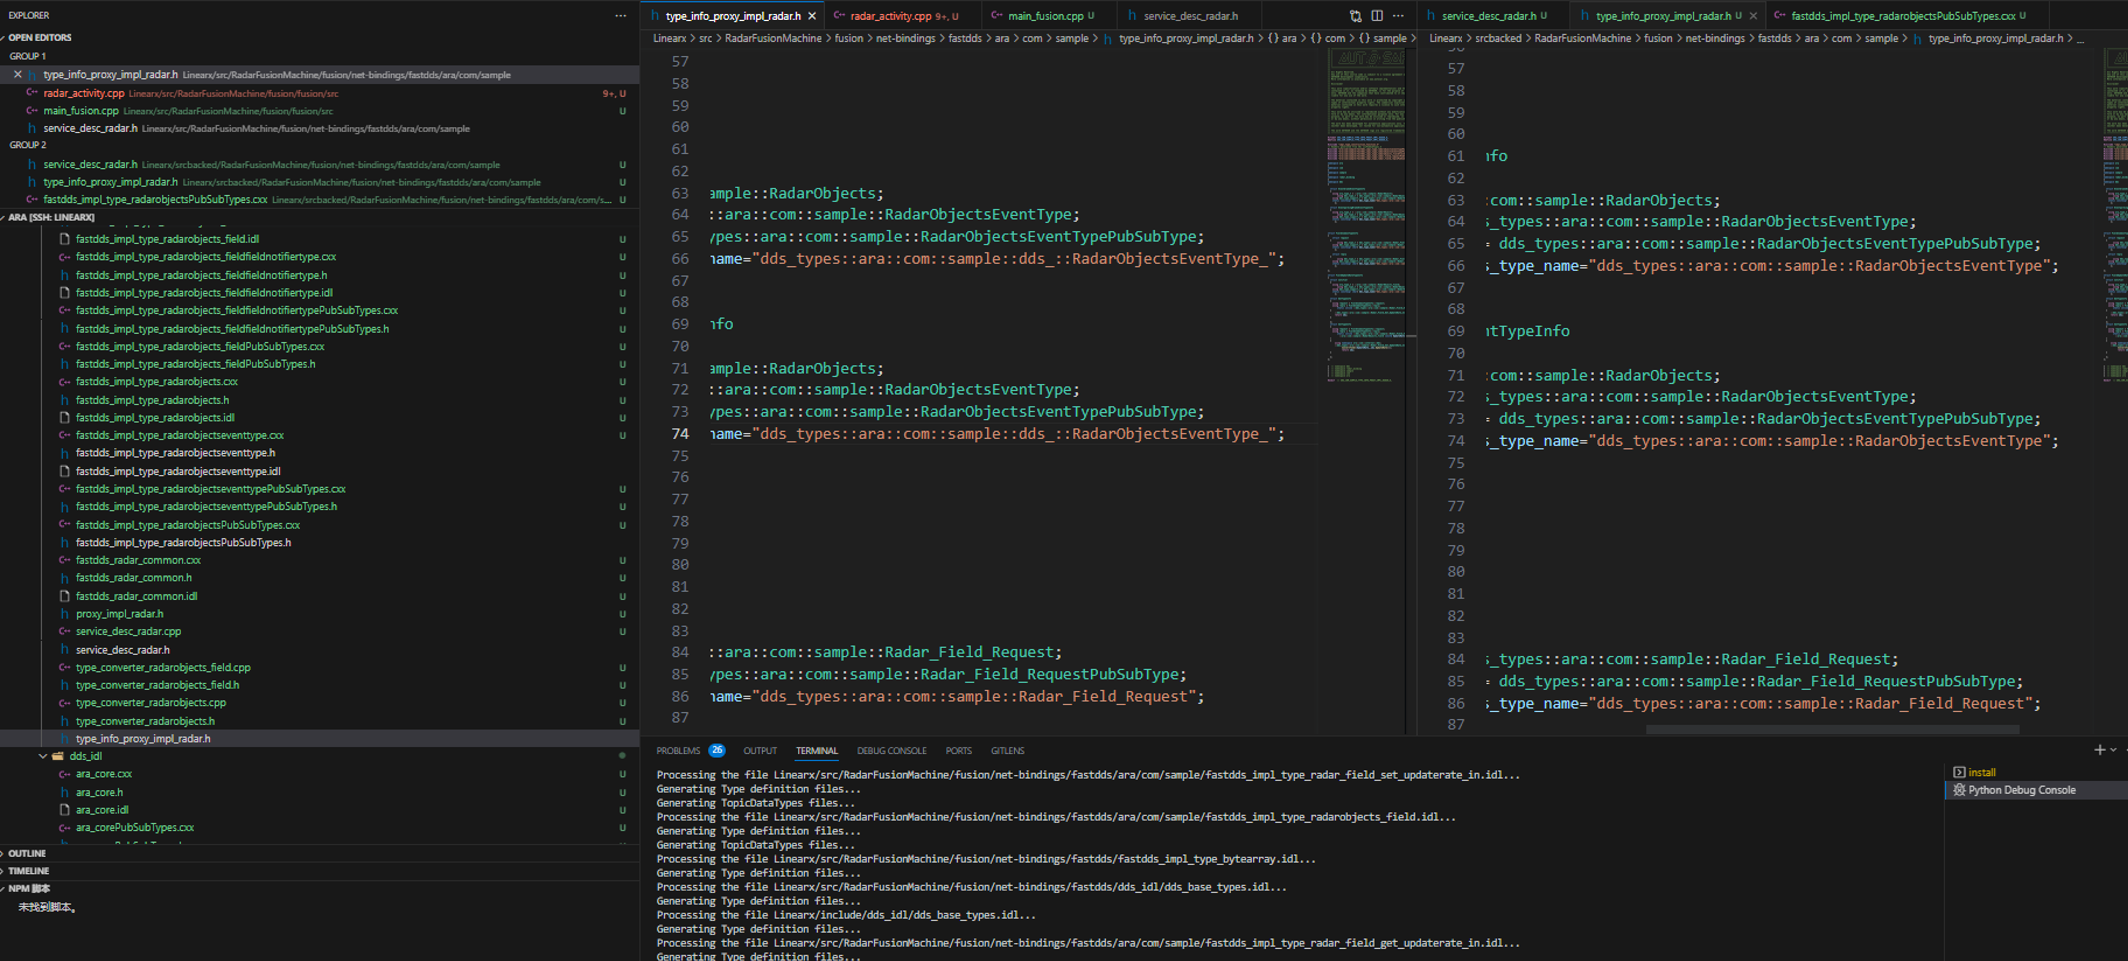 EXPLORER
OPEN EDITORS
GROUP 1
type_info_proxy_impl_radar.h Linearx/src/RadarFusionMachine/fusion/net-bindings/fastdds/ara/com/sample
radar_activity.cpp Linearx/src/RadarFusionMachine/fusion/fusion/src 9+, U
main_fusion.cpp Linearx/src/RadarFusionMachine/fusion/fusion/src U
service_desc_radar.h Linearx/src/RadarFusionMachine/fusion/net-bindings/fastdds/ara/com/sample
GROUP 2
service_desc_radar.h Linearx/srcbacked/RadarFusionMachine/fusion/net-bindings/fastdds/ara/com/sample U
type_info_proxy_impl_radar.h Linearx/srcbacked/RadarFusionMachine/fusion/net-bindings/fastdds/ara/com/sample U
fastdds_impl_type_radarobjectsPubSubTypes.cxx Linearx/srcbacked/RadarFusionMachine/fusion/net-bindings/fastdds/ara/com/s... U
ARA [SSH: LINEARX]
fastdds_impl_type_radarobjects_field.idl U
fastdds_impl_type_radarobjects_fieldfieldnotifiertype.cxx U
fastdds_impl_type_radarobjects_fieldfieldnotifiertype.h U
fastdds_impl_type_radarobjects_fieldfieldnotifiertype.idl U
fastdds_impl_type_radarobjects_fieldfieldnotifiertypePubSubTypes.cxx U
fastdds_impl_type_radarobjects_fieldfieldnotifiertypePubSubTypes.h U
fastdds_impl_type_radarobjects_fieldPubSubTypes.cxx U
fastdds_impl_type_radarobjects_fieldPubSubTypes.h U
fastdds_impl_type_radarobjects.cxx U
fastdds_impl_type_radarobjects.h U
fastdds_impl_type_radarobjects.idl U
fastdds_impl_type_radarobjectseventtype.cxx U
fastdds_impl_type_radarobjectseventtype.h
fastdds_impl_type_radarobjectseventtype.idl
fastdds_impl_type_radarobjectseventtypePubSubTypes.cxx U
fastdds_impl_type_radarobjectseventtypePubSubTypes.h U
fastdds_impl_type_radarobjectsPubSubTypes.cxx U
fastdds_impl_type_radarobjectsPubSubTypes.h
fastdds_radar_common.cxx U
fastdds_radar_common.h U
fastdds_radar_common.idl U
proxy_impl_radar.h U
service_desc_radar.cpp U
service_desc_radar.h
type_converter_radarobjects_field.cpp U
type_converter_radarobjects_field.h U
type_converter_radarobjects.cpp U
type_converter_radarobjects.h U
type_info_proxy_impl_radar.h
dds_idl
ara_core.cxx U
ara_core.h U
ara_core.idl U
ara_corePubSubTypes.cxx U
OUTLINE
TIMELINE
NPM 脚本
未找到脚本。
type_info_proxy_impl_radar.h radar_activity.cpp 9+, U main_fusion.cpp U service_desc_radar.h
Linearx > src > RadarFusionMachine > fusion > net-bindings > fastdds > ara > com > sample > type_info_proxy_impl_radar.h > {} ara > {} com > {} sample >
57
58
59
60
61
62
63 ample::RadarObjects;
64 ::ara::com::sample::RadarObjectsEventType;
65 ypes::ara::com::sample::RadarObjectsEventTypePubSubType;
66 name="dds_types::ara::com::sample::dds_::RadarObjectsEventType_";
67
68
69 nfo
70
71 ample::RadarObjects;
72 ::ara::com::sample::RadarObjectsEventType;
73 ypes::ara::com::sample::RadarObjectsEventTypePubSubType;
74 name="dds_types::ara::com::sample::dds_::RadarObjectsEventType_";
75
76
77
78
79
80
81
82
83
84 ::ara::com::sample::Radar_Field_Request;
85 ypes::ara::com::sample::Radar_Field_RequestPubSubType;
86 name="dds_types::ara::com::sample::Radar_Field_Request";
87
service_desc_radar.h U type_info_proxy_impl_radar.h U fastdds_impl_type_radarobjectsPubSubTypes.cxx U
Linearx > srcbacked > RadarFusionMachine > fusion > net-bindings > fastdds > ara > com > sample > type_info_proxy_impl_radar.h > ...
57
58
59
60
61 nfo
62
63 :com::sample::RadarObjects;
64 s_types::ara::com::sample::RadarObjectsEventType;
65 = dds_types::ara::com::sample::RadarObjectsEventTypePubSubType;
66 s_type_name="dds_types::ara::com::sample::RadarObjectsEventType";
67
68
69 ntTypeInfo
70
71 :com::sample::RadarObjects;
72 s_types::ara::com::sample::RadarObjectsEventType;
73 = dds_types::ara::com::sample::RadarObjectsEventTypePubSubType;
74 s_type_name="dds_types::ara::com::sample::RadarObjectsEventType";
75
76
77
78
79
80
81
82
83
84 s_types::ara::com::sample::Radar_Field_Request;
85 = dds_types::ara::com::sample::Radar_Field_RequestPubSubType;
86 s_type_name="dds_types::ara::com::sample::Radar_Field_Request";
87
PROBLEMS 26 OUTPUT TERMINAL DEBUG CONSOLE PORTS GITLENS
Processing the file Linearx/src/RadarFusionMachine/fusion/net-bindings/fastdds/ara/com/sample/fastdds_impl_type_radar_field_set_updaterate_in.idl...
Generating Type definition files...
Generating TopicDataTypes files...
Processing the file Linearx/src/RadarFusionMachine/fusion/net-bindings/fastdds/ara/com/sample/fastdds_impl_type_radarobjects_field.idl...
Generating Type definition files...
Generating TopicDataTypes files...
Processing the file Linearx/src/RadarFusionMachine/fusion/net-bindings/fastdds/fastdds_impl_type_bytearray.idl...
Generating Type definition files...
Processing the file Linearx/src/RadarFusionMachine/fusion/net-bindings/fastdds/dds_idl/dds_base_types.idl...
Generating Type definition files...
Processing the file Linearx/include/dds_idl/dds_base_types.idl...
Generating Type definition files...
Processing the file Linearx/src/RadarFusionMachine/fusion/net-bindings/fastdds/ara/com/sample/fastdds_impl_type_radar_field_get_updaterate_in.idl...
Generating Type definition files...
install
Python Debug Console